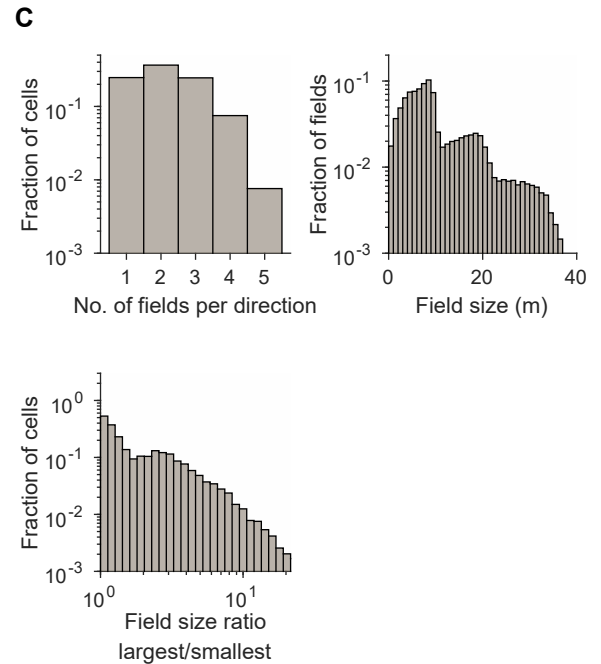 C
Fraction of cells
10^-1
10^-2
10^-3
1 2 3 4 5
No. of fields per direction
Fraction of fields
10^-1
10^-2
10^-3
0 20 40
Field size (m)
Fraction of cells
10^0
10^-1
10^-2
10^-3
10^0 10^1
Field size ratio
largest/smallest